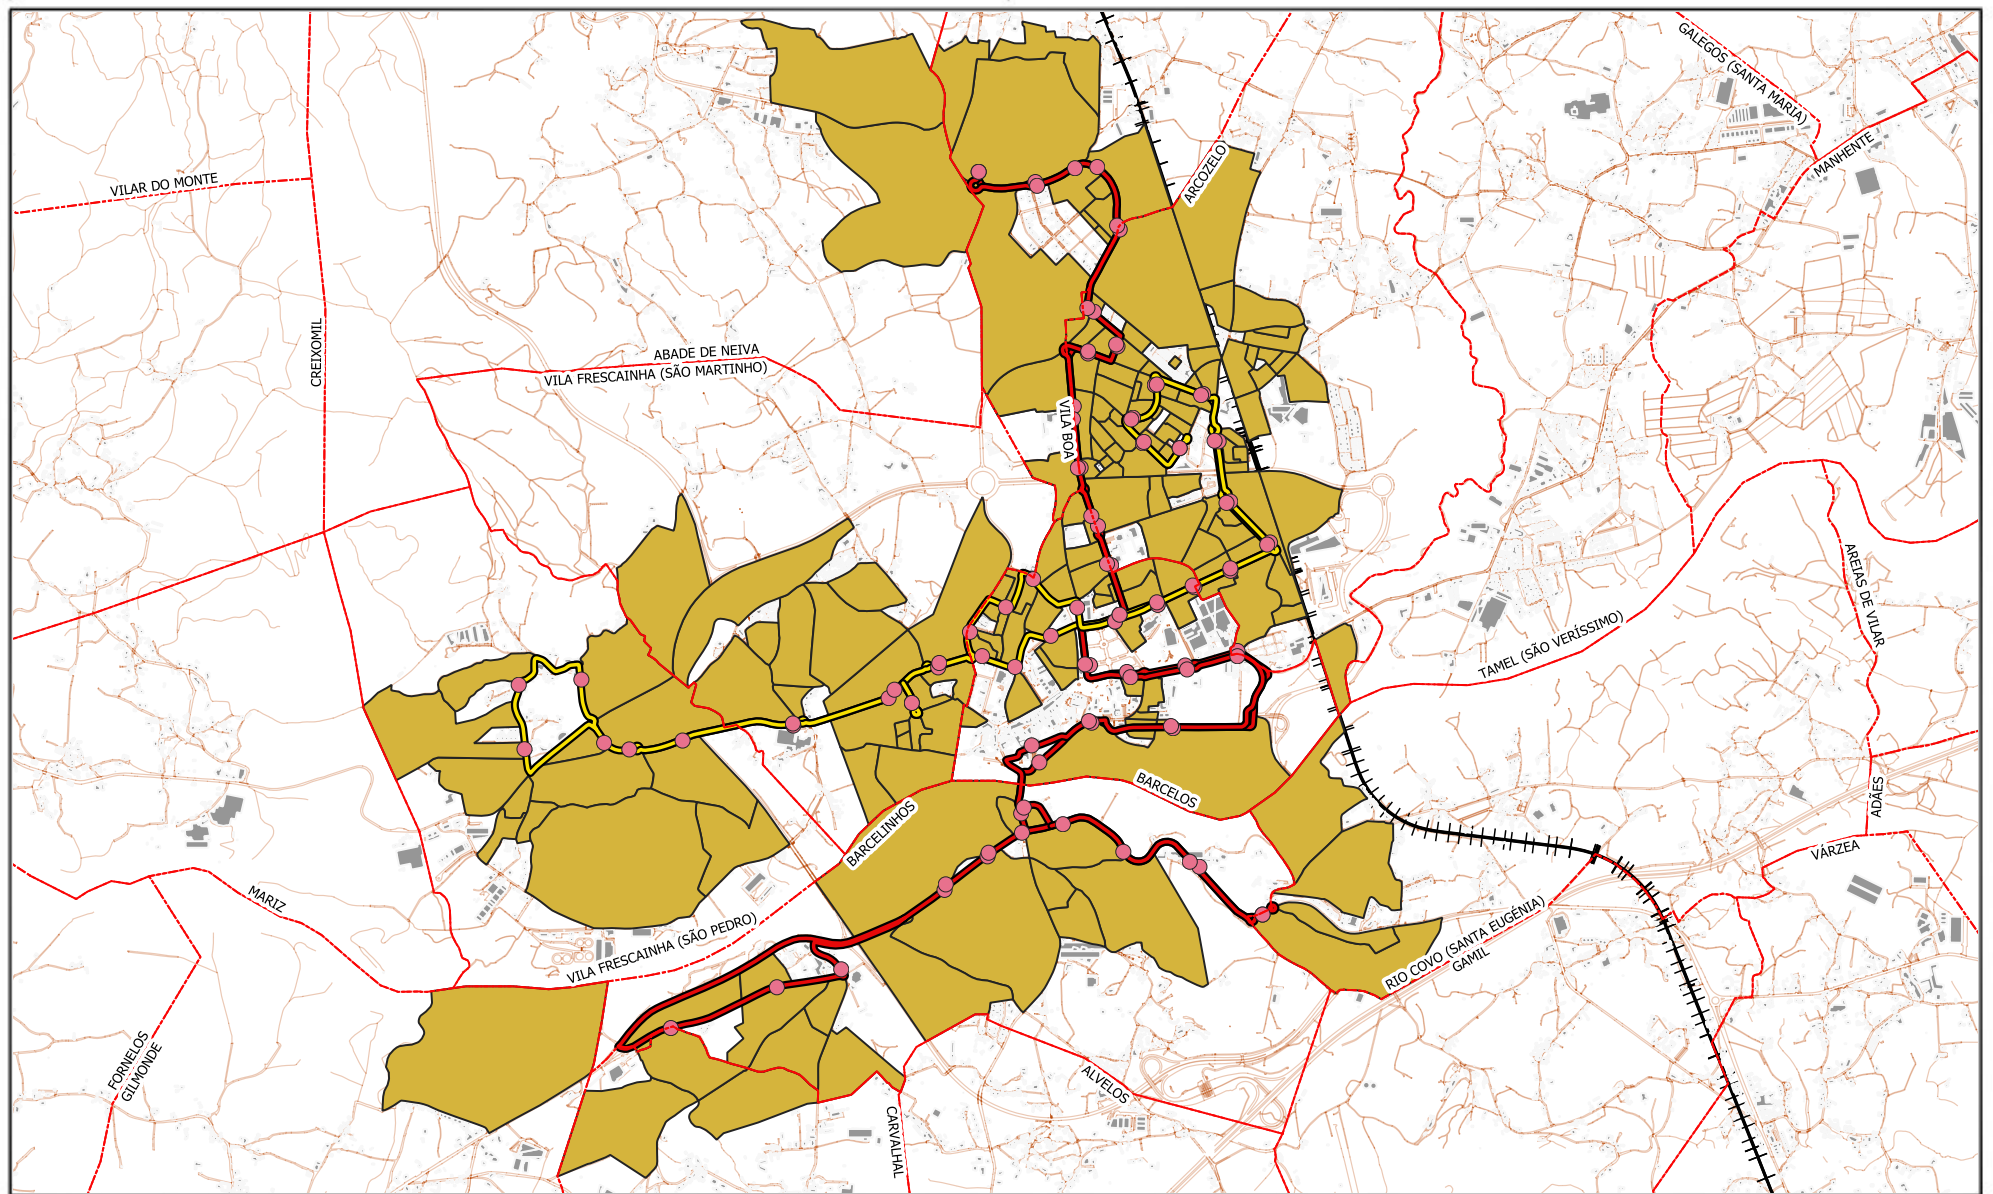 GALEGOS (SANTA MARIA)
MANHENTE
VILAR DO MONTE
ARCOZELO
CREIXOMIL
ABADE DE NEIVA
VILA FRESCAINHA (SÃO MARTINHO)
VILA BOA
AREIAS DE VILAR
TAMEL (SÃO VERÍSSIMO)
ADÃES
BARCELOS
BARCELINHOS
VÁRZEA
MARIZ
VILA FRESCAINHA (SÃO PEDRO)
RIO COVO (SANTA EUGÉNIA)
GAMIL
FORNELOS
GILMONDE
ALVELOS
CARVALHAL